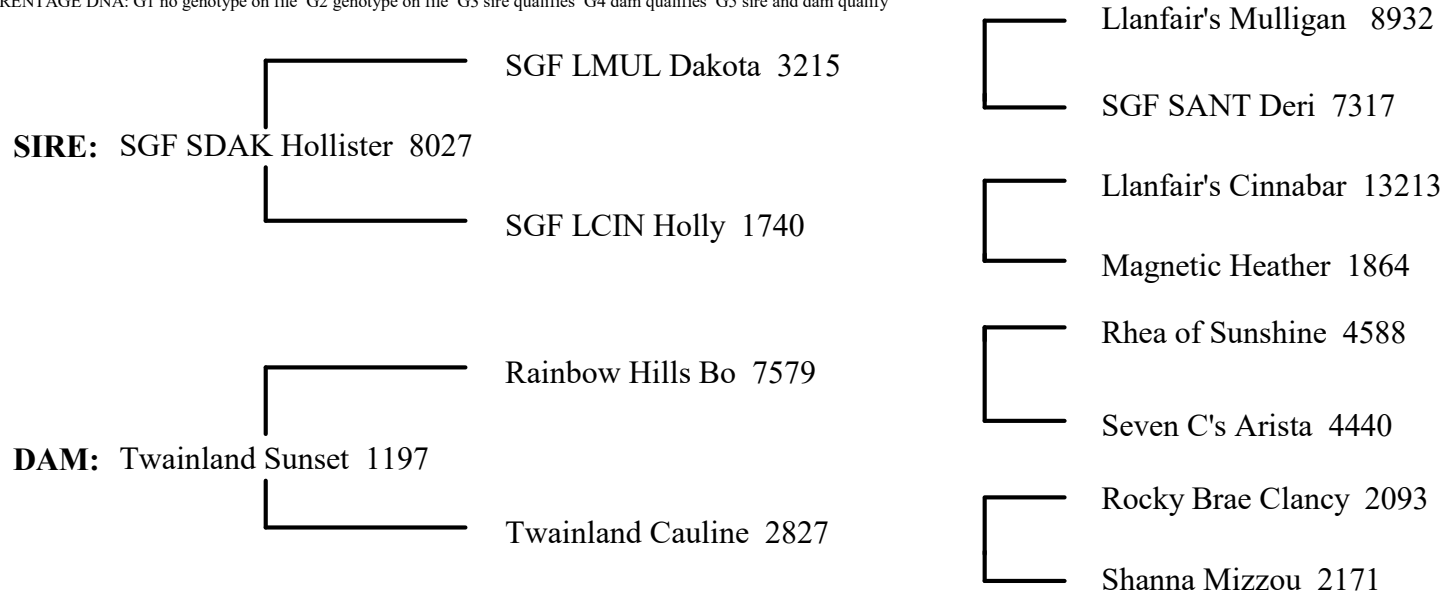 RENTAGE DNA: G1 no genotype on file G2 genotype on file G3 sire qualifies G4 dam qualifies G5 sire and dam qualify
Llanfair's Mulligan 8932
SGF LMUL Dakota 3215
SGF SANT Deri 7317
SIRE: SGF SDAK Hollister 8027
Llanfair's Cinnabar 13213
SGF LCIN Holly 1740
Magnetic Heather 1864
Rhea of Sunshine 4588
Rainbow Hills Bo 7579
Seven C's Arista 4440
DAM: Twainland Sunset 1197
Rocky Brae Clancy 2093
Twainland Cauline 2827
Shanna Mizzou 2171